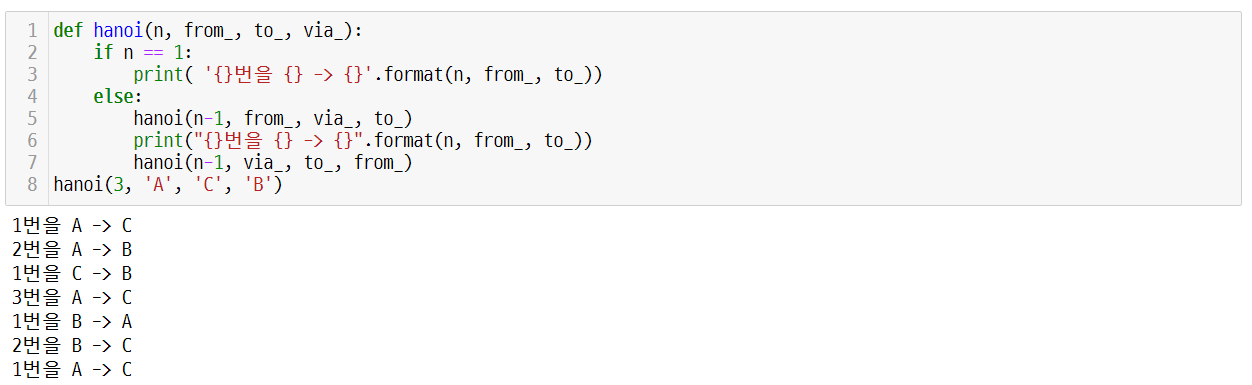 1 def hanoi(n, from_, to_, via_):
2     if n == 1:
3         print( '{}번을 {} -> {}'.format(n, from_, to_))
4     else:
5         hanoi(n-1, from_, via_, to_)
6         print("{}번을 {} -> {}".format(n, from_, to_))
7         hanoi(n-1, via_, to_, from_)
8 hanoi(3, 'A', 'C', 'B')
1번을 A -> C
2번을 A -> B
1번을 C -> B
3번을 A -> C
1번을 B -> A
2번을 B -> C
1번을 A -> C